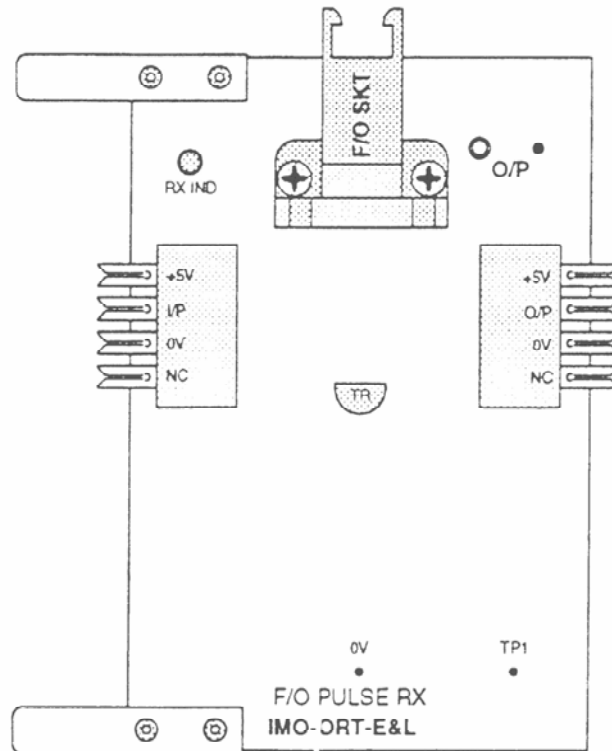 F/O SKT
RX IND
O/P
+5V
I/P
0V
NC
+5V
O/P
0V
NC
TR
0V
TP1
F/O PULSE RX
IMO-ORT-E&L